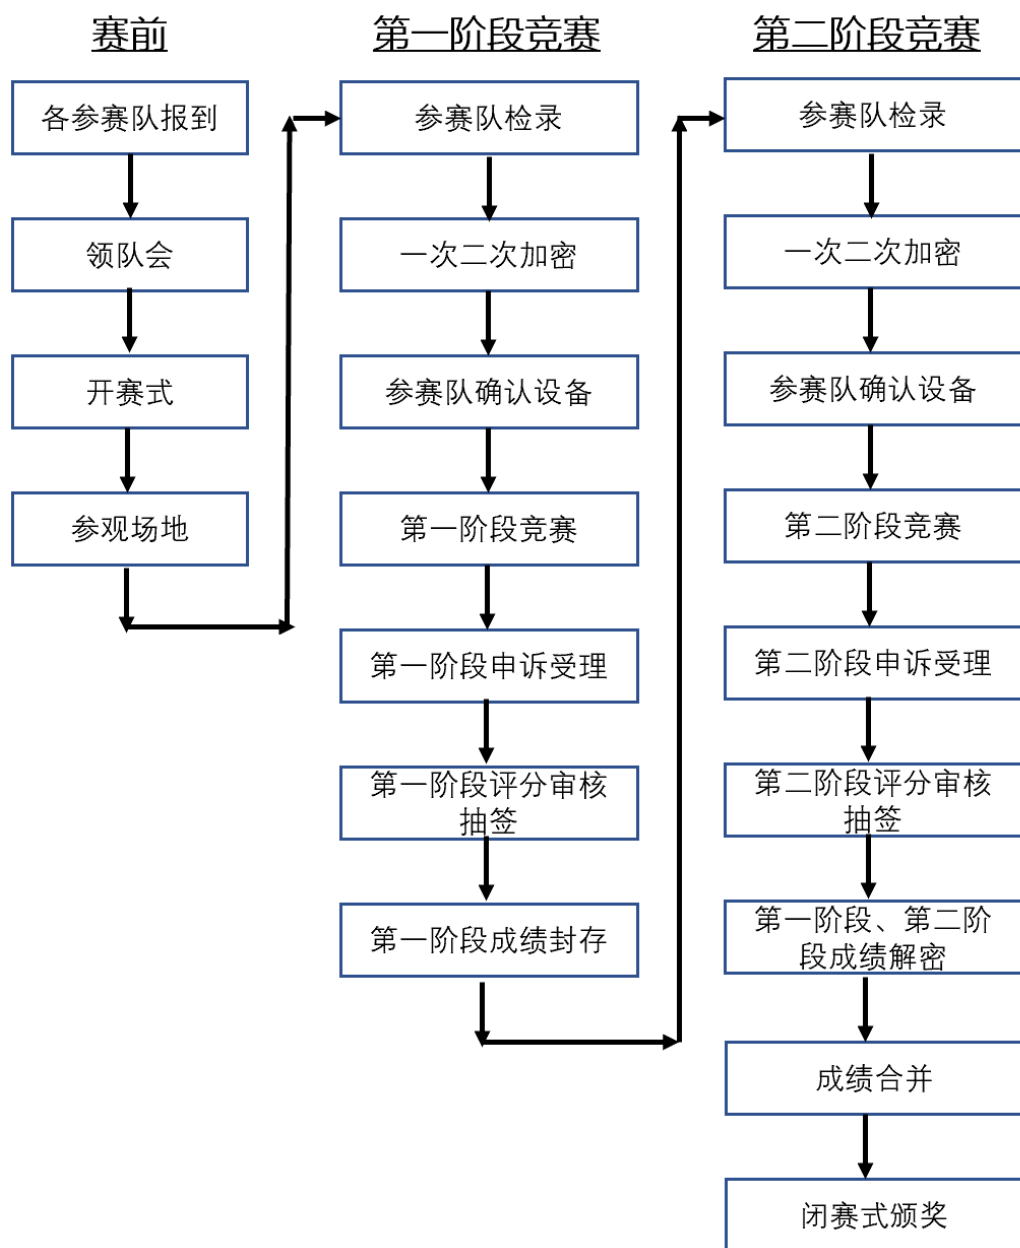 赛前
各参赛队报到
领队会
开赛式
参观场地
第一阶段竞赛
参赛队检录
一次二次加密
参赛队确认设备
第一阶段竞赛
第一阶段申诉受理
第一阶段评分审核
抽签
第一阶段成绩封存
第二阶段竞赛
参赛队检录
一次二次加密
参赛队确认设备
第二阶段竞赛
第二阶段申诉受理
第二阶段评分审核
抽签
第一阶段、第二阶
段成绩解密
成绩合并
闭赛式颁奖